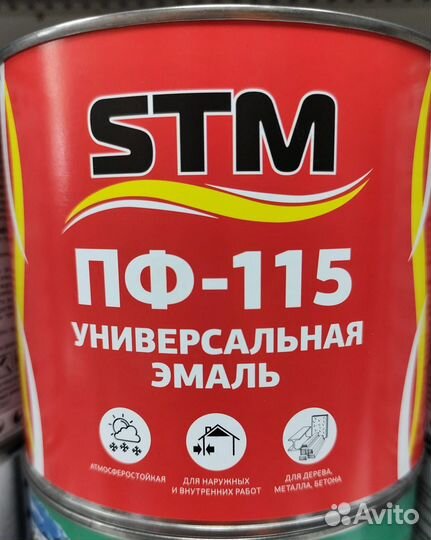 STM
ПФ-115
УНИВЕРСАЛЬНАЯ
ЭМАЛЬ
АТМОСФЕРОСТОЙКАЯ
ДЛЯ НАРУЖНЫХ
И ВНУТРЕННИХ РАБОТ
ДЛЯ ДЕРЕВА,
МЕТАЛЛА, БЕТОНА
Avito